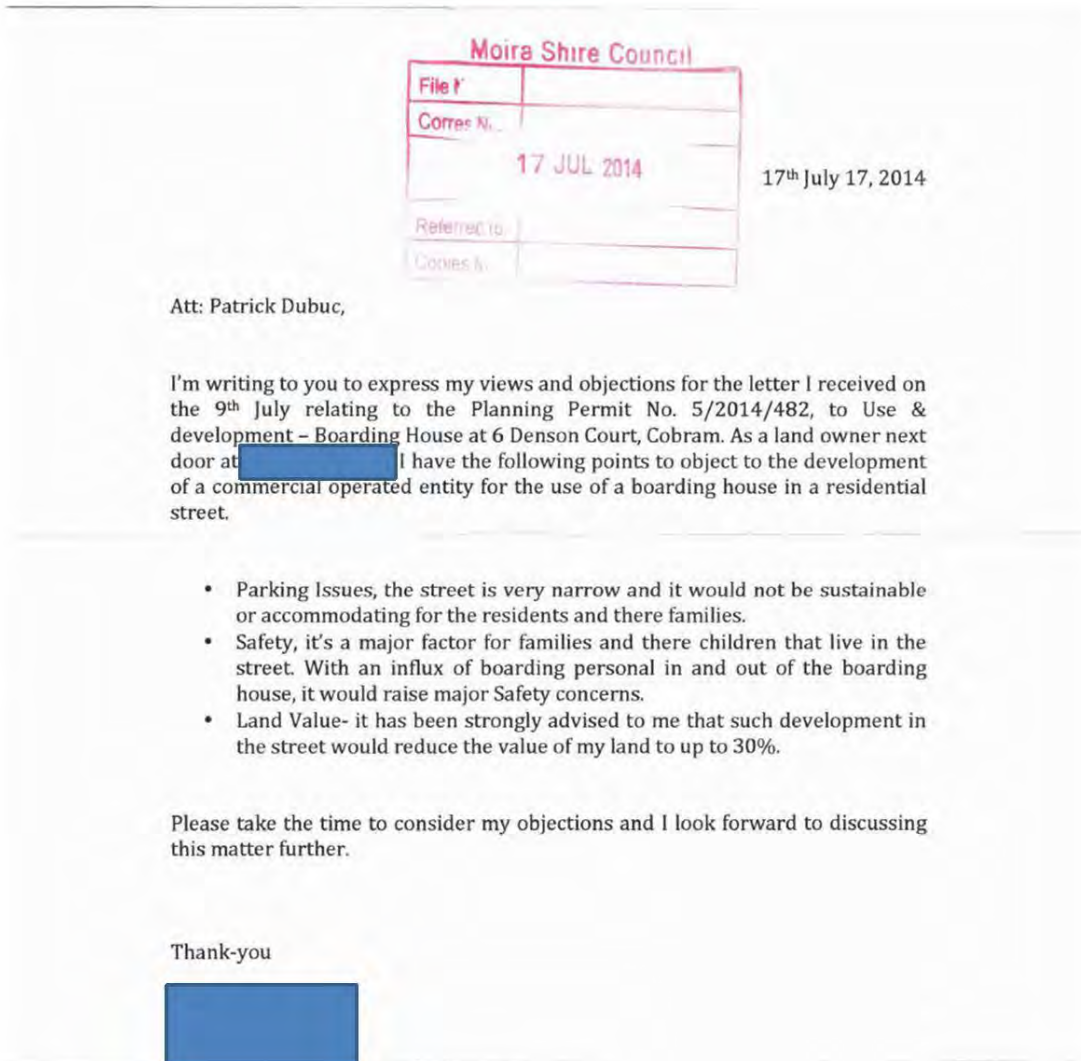 Moira Shire Council
File N
Corres N
17 JUL 2014
17th July 17, 2014
Referred to
Copies
Att: Patrick Dubuc,
I'm writing to you to express my views and objections for the letter I received on
the 9th July relating to the Planning Permit No. 5/2014/482, to Use &
development – Boarding House at 6 Denson Court, Cobram. As a land owner next
door at I have the following points to object to the development
of a commercial operated entity for the use of a boarding house in a residential
street.
• Parking Issues, the street is very narrow and it would not be sustainable
or accommodating for the residents and there families.
• Safety, it's a major factor for families and there children that live in the
street. With an influx of boarding personal in and out of the boarding
house, it would raise major Safety concerns.
• Land Value- it has been strongly advised to me that such development in
the street would reduce the value of my land to up to 30%.
Please take the time to consider my objections and I look forward to discussing
this matter further.
Thank-you